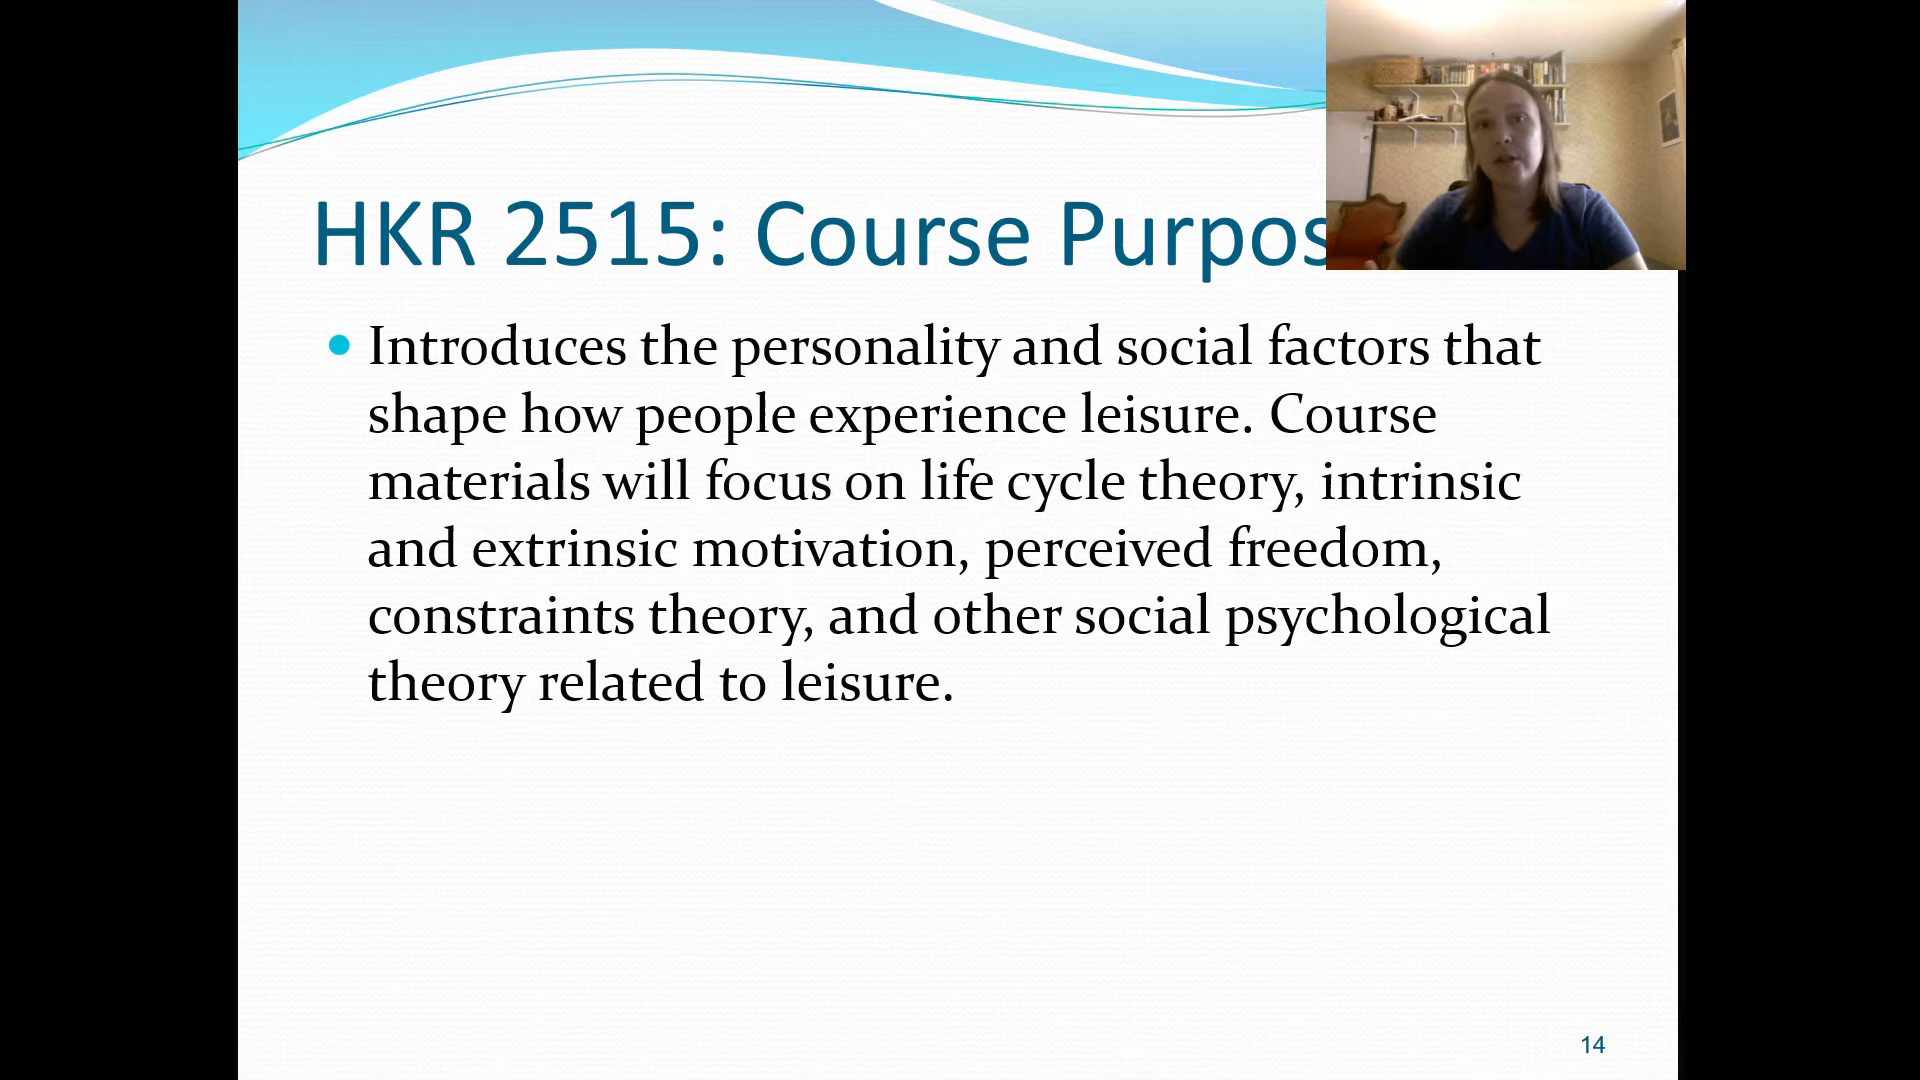 HKR 2515: Course Purpos
Introduces the personality and social factors that
shape how people experience leisure. Course
materials will focus on life cycle theory, intrinsic
and extrinsic motivation, perceived freedom,
constraints theory, and other social psychological
theory related to leisure.
14